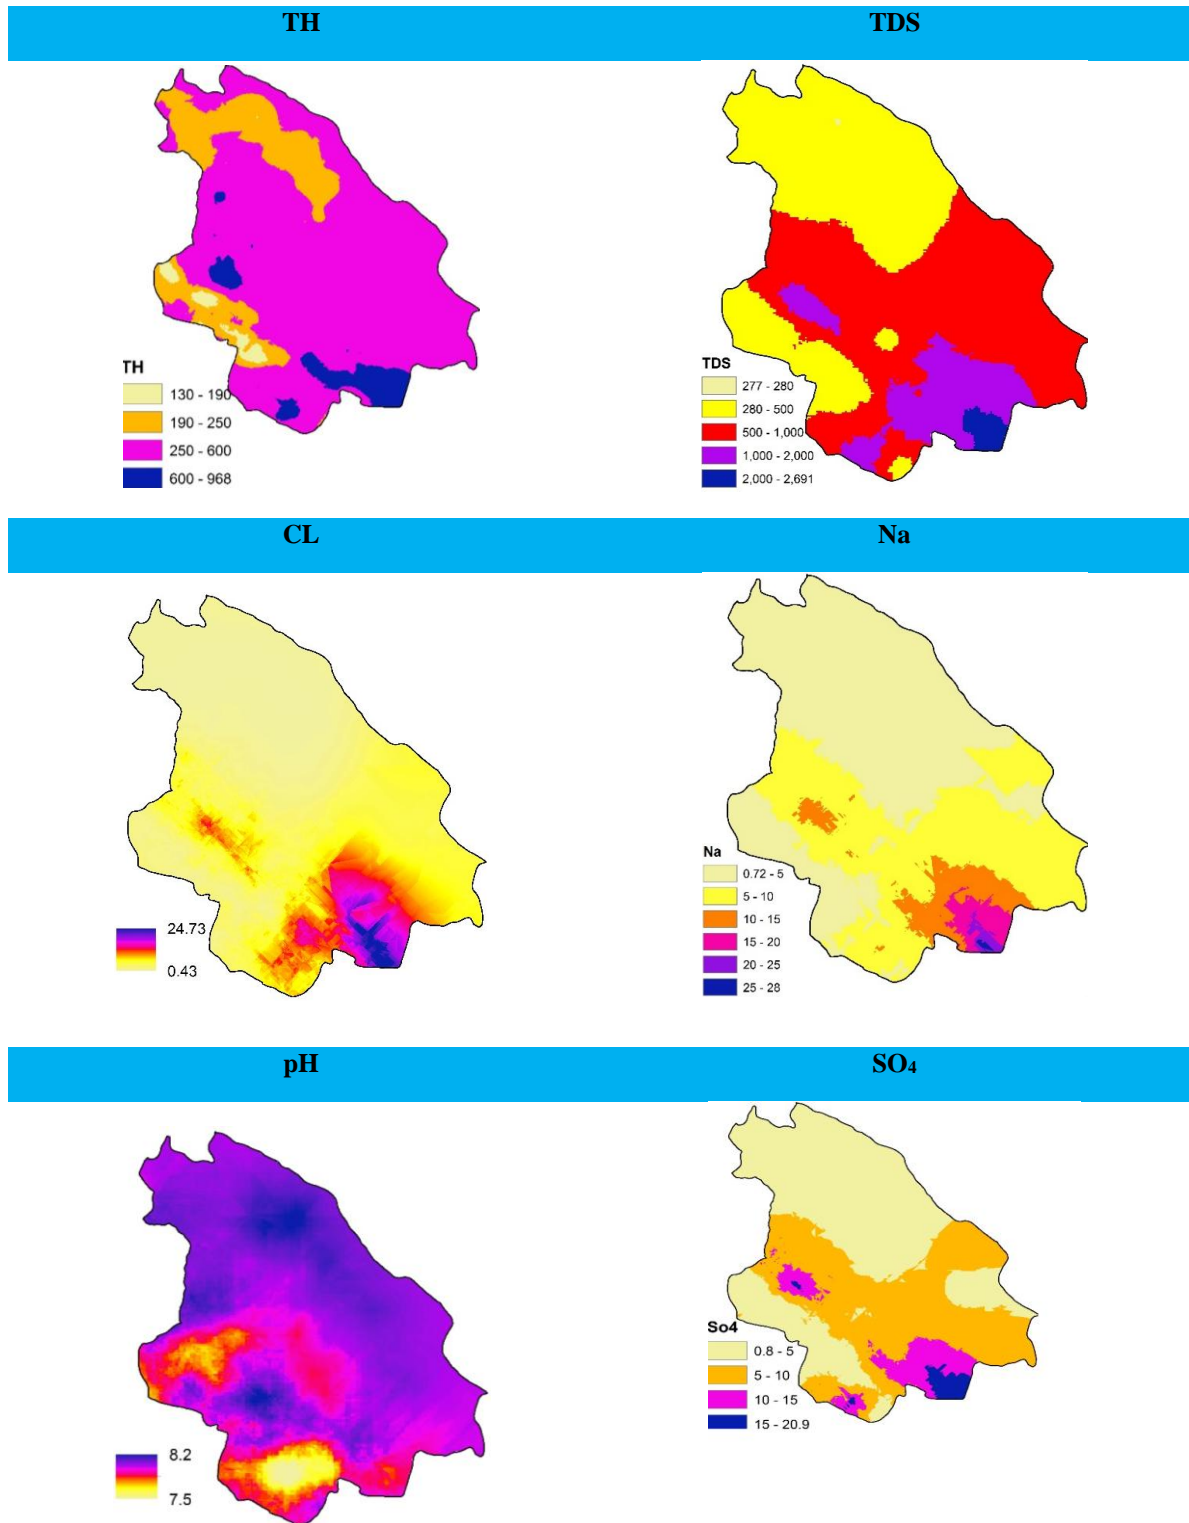 TH
TDS
TH
130 - 190
190 - 250
250 - 600
600 - 968
TDS
277 - 280
280 - 500
500 - 1,000
1,000 - 2,000
2,000 - 2,691
CL
Na
24.73
0.43
Na
0.72 - 5
5 - 10
10 - 15
15 - 20
20 - 25
25 - 28
pH
SO₄
8.2
7.5
So4
0.8 - 5
5 - 10
10 - 15
15 - 20.9